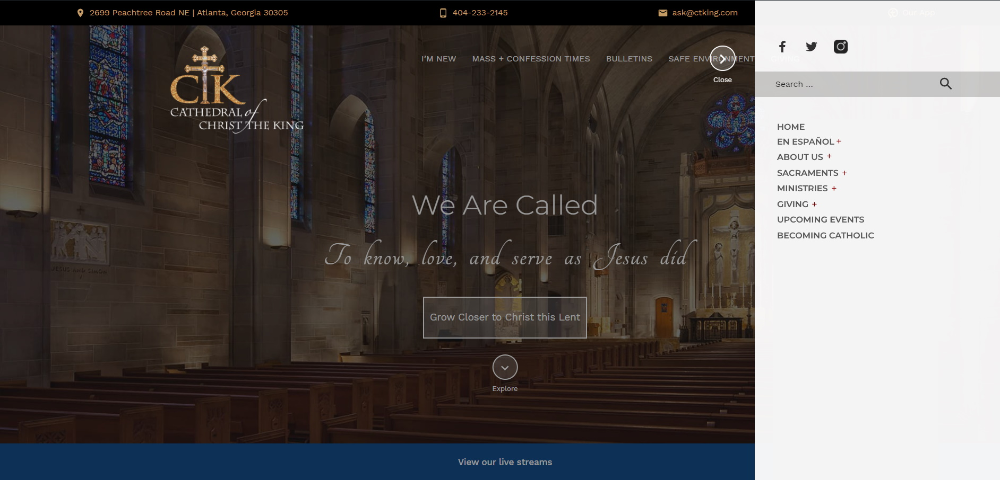 2699 Peachtree Road NE | Atlanta, Georgia 30305
404-233-2145
ask@ctking.com
Our App
I'M NEW
MASS + CONFESSION TIMES
BULLETINS
SAFE ENVIRONMENT
GIVING
Close
CTK
CATHEDRAL of
CHRIST THE KING
Search ...
HOME
EN ESPAÑOL +
ABOUT US +
SACRAMENTS +
MINISTRIES +
GIVING +
UPCOMING EVENTS
BECOMING CATHOLIC
We Are Called
To know, love, and serve as Jesus did
JESUS AND SIMON
Grow Closer to Christ this Lent
Explore
View our live streams